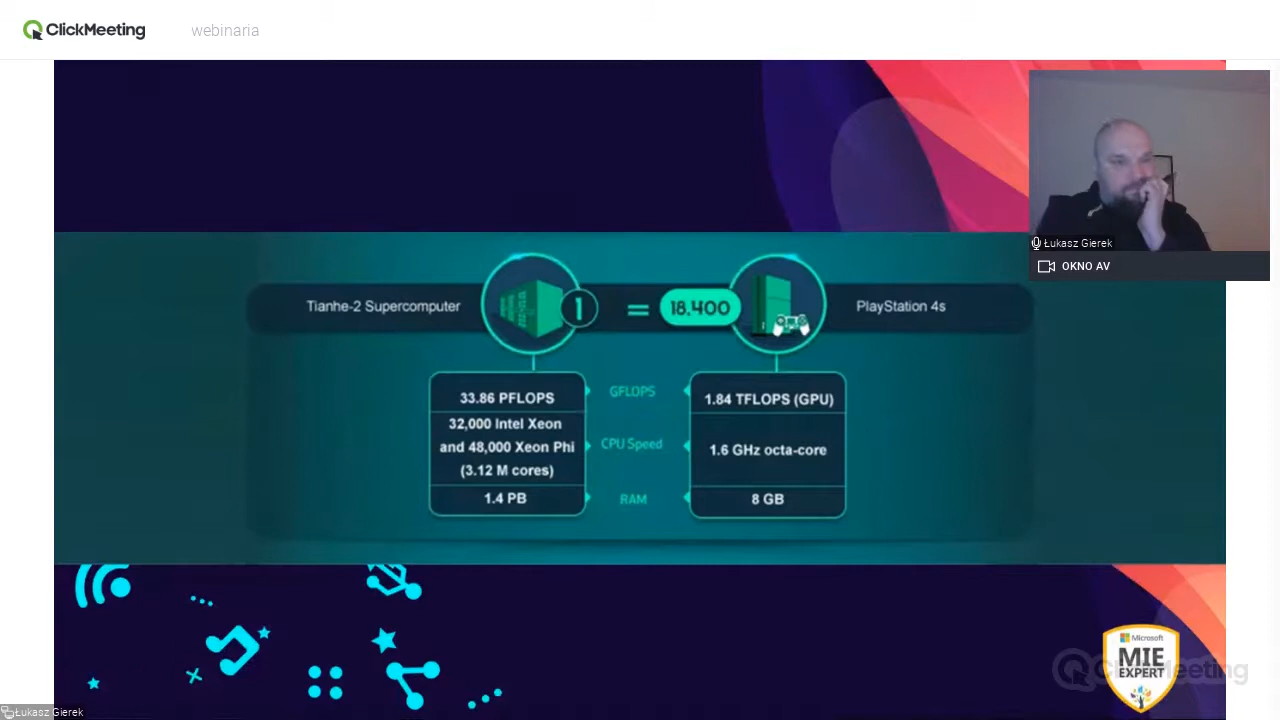 ClickMeeting
webinaria
Łukasz Gierek
OKNO AV
Tianhe-2 Supercomputer
1
=
18,400
PlayStation 4s
33.86 PFLOPS
GFLOPS
1.84 TFLOPS (GPU)
32,000 Intel Xeon
and 48,000 Xeon Phi
(3.12 M cores)
CPU Speed
1.6 GHz octa-core
1.4 PB
RAM
8 GB
Microsoft
MIE
EXPERT
ClickMeeting
Łukasz Gierek